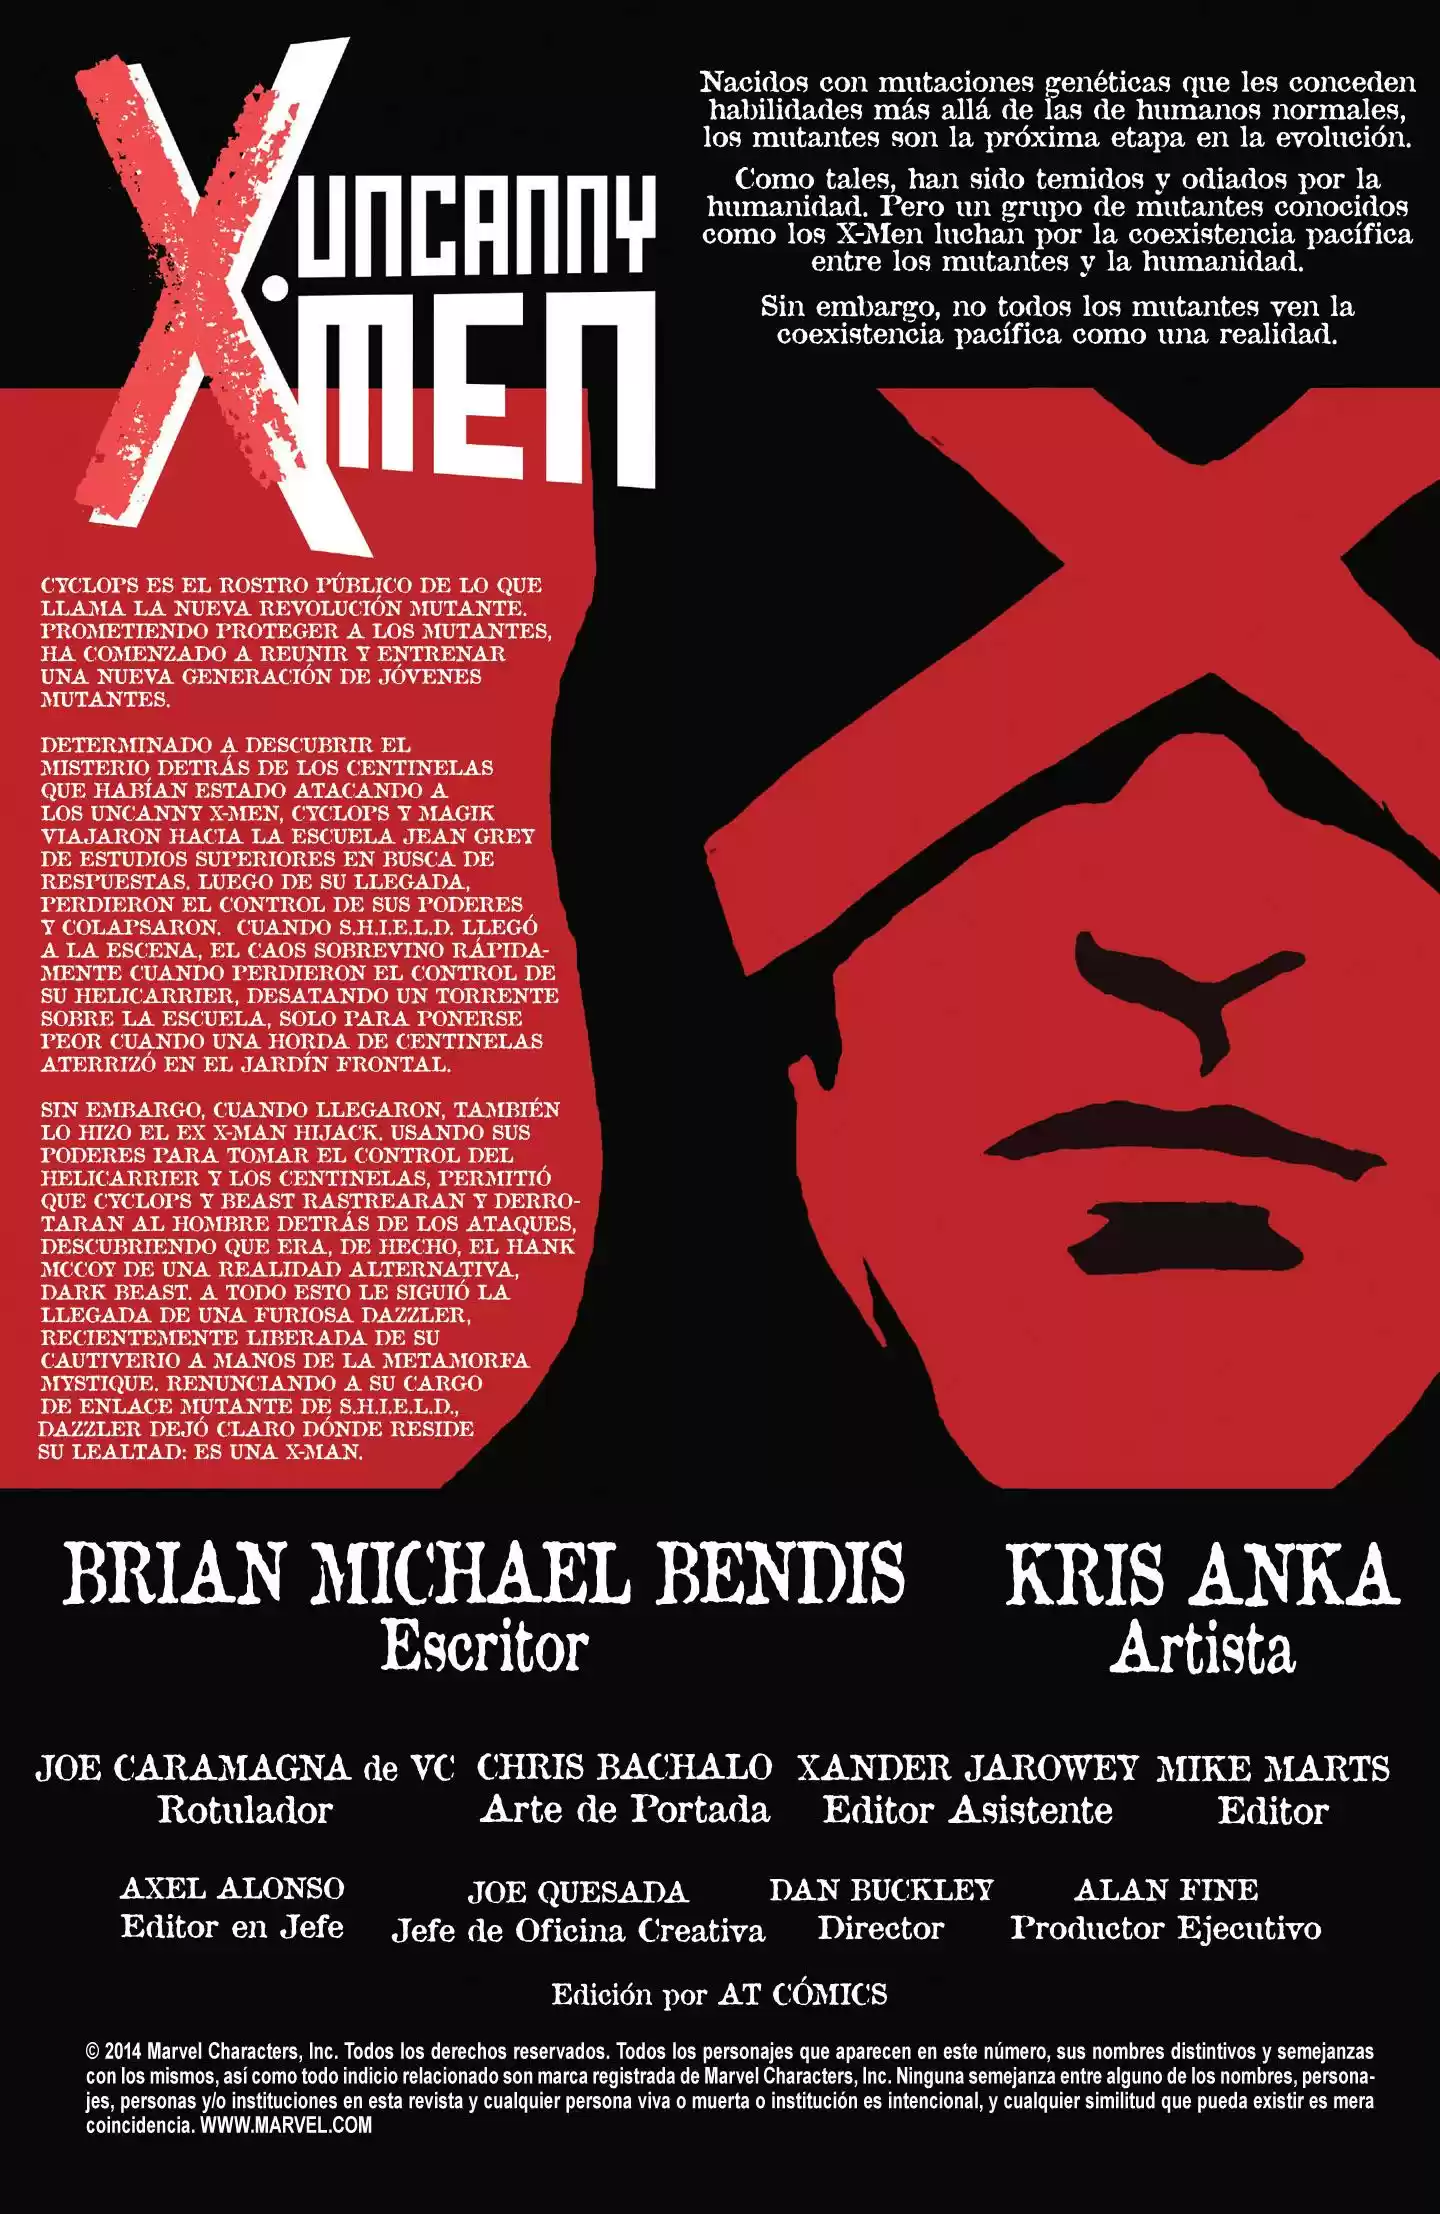 UNCANNY
X-MEN
Nacidos con mutaciones genéticas que les conceden
habilidades más allá de las de humanos normales,
los mutantes son la próxima etapa en la evolución.
Como tales, han sido temidos y odiados por la
humanidad. Pero un grupo de mutantes conocidos
como los X-Men luchan por la coexistencia pacífica
entre los mutantes y la humanidad.
Sin embargo, no todos los mutantes ven la
coexistencia pacífica como una realidad.
CYCLOPS ES EL ROSTRO PÚBLICO DE LO QUE
LLAMA LA NUEVA REVOLUCIÓN MUTANTE.
PROMETIENDO PROTEGER A LOS MUTANTES,
HA COMENZADO A REUNIR Y ENTRENAR
UNA NUEVA GENERACIÓN DE JÓVENES
MUTANTES.
DETERMINADO A DESCUBRIR EL
MISTERIO DETRÁS DE LOS CENTINELAS
QUE HABÍAN ESTADO ATACANDO A
LOS UNCANNY X-MEN, CYCLOPS Y MAGIK
VIAJARON HACIA LA ESCUELA JEAN GREY
DE ESTUDIOS SUPERIORES EN BUSCA DE
RESPUESTAS. LUEGO DE SU LLEGADA,
PERDIERON EL CONTROL DE SUS PODERES
Y COLAPSARON. CUANDO S.H.I.E.L.D. LLEGÓ
A LA ESCENA, EL CAOS SOBREVINO RÁPIDA-
MENTE CUANDO PERDIERON EL CONTROL DE
SU HELICARRIER, DESATANDO UN TORRENTE
SOBRE LA ESCUELA, SOLO PARA PONERSE
PEOR CUANDO UNA HORDA DE CENTINELAS
ATERRIZÓ EN EL JARDÍN FRONTAL.
SIN EMBARGO, CUANDO LLEGARON, TAMBIÉN
LO HIZO EL EX X-MAN HIJACK. USANDO SUS
PODERES PARA TOMAR EL CONTROL DEL
HELICARRIER Y LOS CENTINELAS, PERMITIÓ
QUE CYCLOPS Y BEAST RASTREARAN Y DERRO-
TARAN AL HOMBRE DETRÁS DE LOS ATAQUES,
DESCUBRIENDO QUE ERA, DE HECHO, EL HANK
MCCOY DE UNA REALIDAD ALTERNATIVA,
DARK BEAST. A TODO ESTO LE SIGUIÓ LA
LLEGADA DE UNA FURIOSA DAZZLER,
RECIENTEMENTE LIBERADA DE SU
CAUTIVERIO A MANOS DE LA METAMORFA
MYSTIQUE. RENUNCIANDO A SU CARGO
DE ENLACE MUTANTE DE S.H.I.E.L.D.,
DAZZLER DEJÓ CLARO DÓNDE RESIDE
SU LEALTAD: ES UNA X-MAN.
BRIAN MICHAEL BENDIS KRIS ANKA
Escritor Artista
JOE CARAMAGNA de VC CHRIS BACHALO XANDER JAROWEY MIKE MARTS
Rotulador Arte de Portada Editor Asistente Editor
AXEL ALONSO JOE QUESADA DAN BUCKLEY ALAN FINE
Editor en Jefe Jefe de Oficina Creativa Director Productor Ejecutivo
Edición por AT CÓMICS
© 2014 Marvel Characters, Inc. Todos los derechos reservados. Todos los personajes que aparecen en este número, sus nombres distintivos y semejanzas
con los mismos, así como todo indicio relacionado son marca registrada de Marvel Characters, Inc. Ninguna semejanza entre alguno de los nombres, persona-
jes, personas y/o instituciones en esta revista y cualquier persona viva o muerta o institución es intencional, y cualquier similitud que pueda existir es mera
coincidencia. WWW.MARVEL.COM